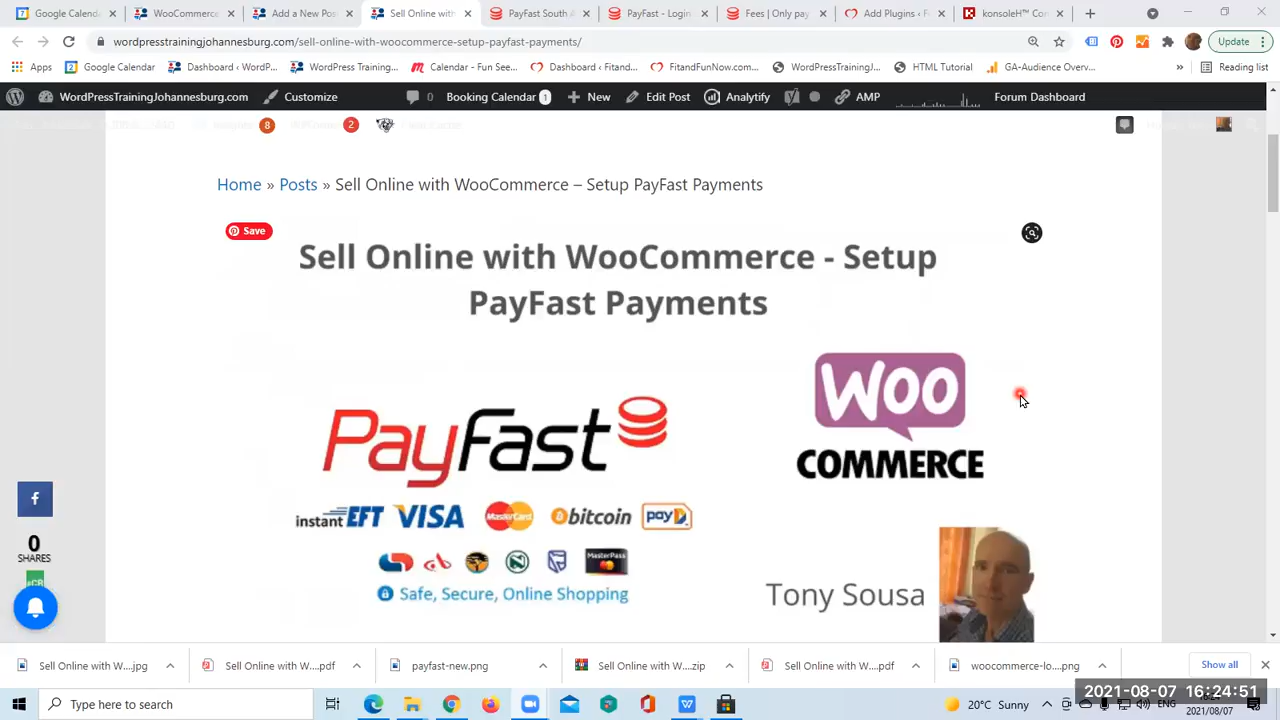 Google Calend:
WooCommerce
Add a New Pos
Sell Online with
PayFast South A
PayFast - Login
Fees | Only pay
Add Plugins ‹ F
konsoleH™ Con
wordpresstrainingjohannesburg.com/sell-online-with-woocommerce-setup-payfast-payments/
Update
Apps
Google Calendar
Dashboard ‹ WordP...
WordPress Training...
Calendar - Fun See...
Dashboard ‹ Fitand...
FitandFunNow.com...
WordPressTrainingJ...
HTML Tutorial
GA-Audience Overv...
»
Reading list
WordPressTrainingJohannesburg.com
Customize
0
Booking Calendar 1
New
Edit Post
Analytify
AMP
Forum Dashboard
8
2
Home » Posts » Sell Online with WooCommerce – Setup PayFast Payments
Save
Sell Online with WooCommerce - Setup
PayFast Payments
PayFast
WOO
COMMERCE
instant EFT VISA MasterCard bitcoin payD
MasterPass
Safe, Secure, Online Shopping
Tony Sousa
0
SHARES
Sell Online with W....jpg
Sell Online with W....pdf
payfast-new.png
Sell Online with W....zip
Sell Online with W....pdf
woocommerce-lo....png
Show all
Type here to search
20°C Sunny
ENG
2021-08-07 16:24:51
2021/08/07